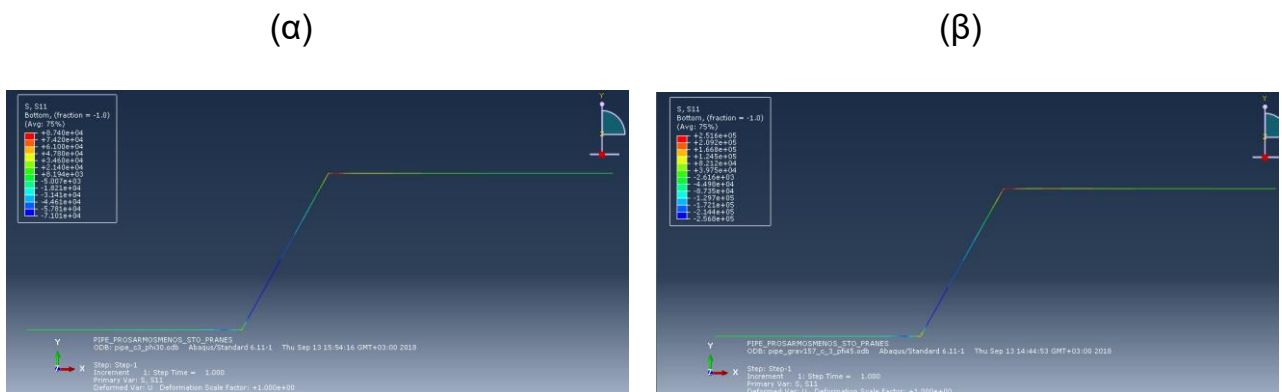 (α)
(β)
S, S11
Bottom, (fraction = -1.0)
(Avg: 75%)
+8.740e+04
+7.420e+04
+6.100e+04
+4.780e+04
+3.460e+04
+2.140e+04
+8.194e+03
-5.007e+03
-1.821e+04
-3.141e+04
-4.461e+04
-5.781e+04
-7.101e+04
Y
Y
X
PIPE_PROSARMOSMENOS_STO_PRANES
ODB: pipe_c3_phi30.odb Abaqus/Standard 6.11-1 Thu Sep 13 15:54:16 GMT+03:00 2018
Step: Step-1
Increment 1: Step Time = 1.000
Primary Var: S, S11
Deformed Var: U Deformation Scale Factor: +1.000e+00
S, S11
Bottom, (fraction = -1.0)
(Avg: 75%)
+2.516e+05
+2.092e+05
+1.668e+05
+1.245e+05
+8.212e+04
+3.975e+04
-2.616e+03
-4.498e+04
-8.735e+04
-1.297e+05
-1.721e+05
-2.144e+05
-2.568e+05
Y
Y
X
PIPE_PROSARMOSMENOS_STO_PRANES
ODB: pipe_grav157_c_3_pfi45.odb Abaqus/Standard 6.11-1 Thu Sep 13 14:44:53 GMT+03:00 2018
Step: Step-1
Increment 1: Step Time = 1.000
Primary Var: S, S11
Deformed Var: U Deformation Scale Factor: +1.000e+00